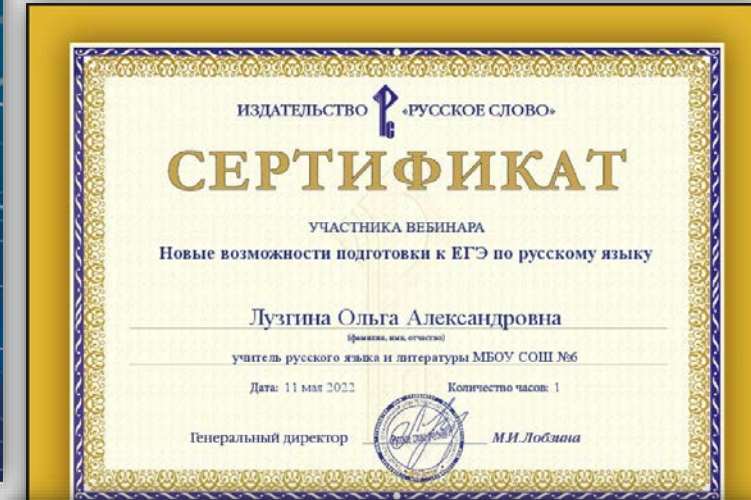 ИЗДАТЕЛЬСТВО «РУССКОЕ СЛОВО»
СЕРТИФИКАТ
УЧАСТНИКА ВЕБИНАРА
Новые возможности подготовки к ЕГЭ по русскому языку
Лузгина Ольга Александровна
(фамилия, имя, отчество)
учитель русского языка и литературы МБОУ СОШ №6
Дата: 11 мая 2022 Количество часов: 1
Генеральный директор М.И.Лобзина